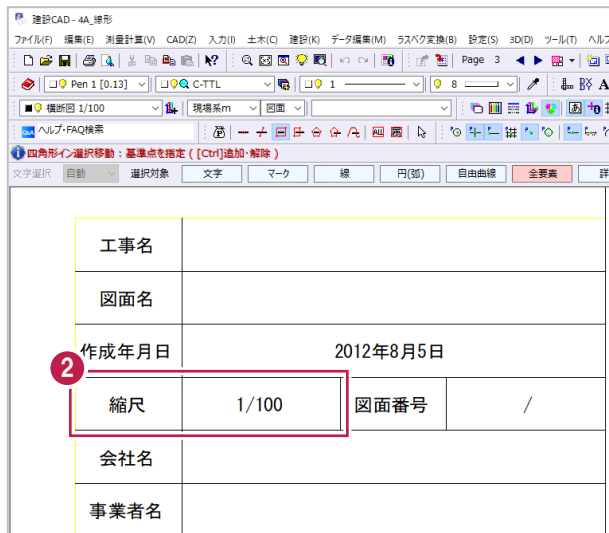 建設CAD - 4A_線形
ファイル(F) 編集(E) 測量計算(V) CAD(Z) 入力(I) 土木(C) 建設(K) データ編集(M) ラスベク変換(B) 設定(S) 3D(D) ツール(T) ヘルプ
Page 3
Pen 1 [0.13] C-TTL 1 8
横断図 1/100 現場系m 図面
Q&A ヘルプ・FAQ検索
四角形イン選択移動：基準点を指定（[Ctrl]追加・解除）
文字選択 自動 選択対象 文字 マーク 線 円(弧) 自由曲線 全要素 詳
工事名
図面名
作成年月日 2012年8月5日
2
縮尺 1/100 図面番号 /
会社名
事業者名